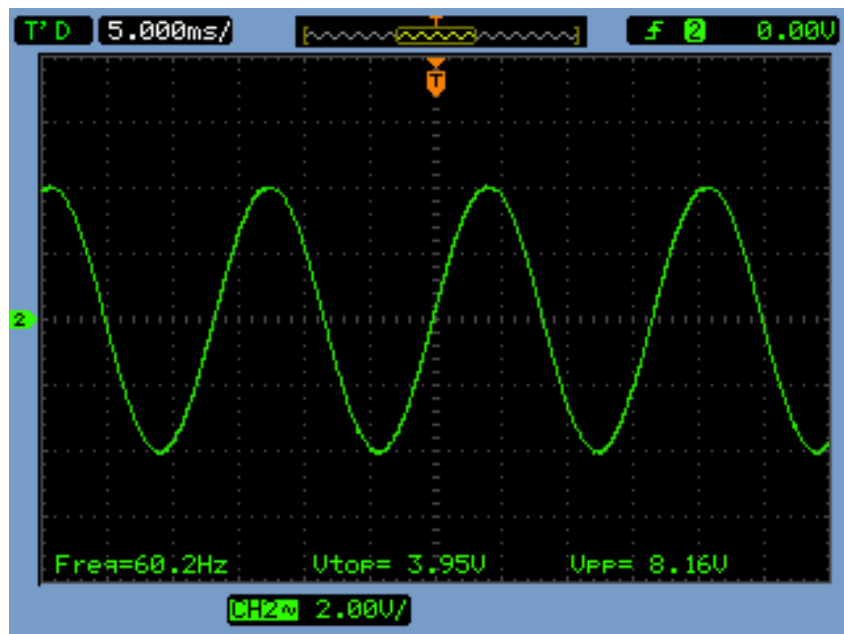 T'D 5.000ms/ T 2 0.00V
T
2
Freq=60.2Hz Vtop= 3.95V Vpp= 8.16V
CH2~ 2.00V/